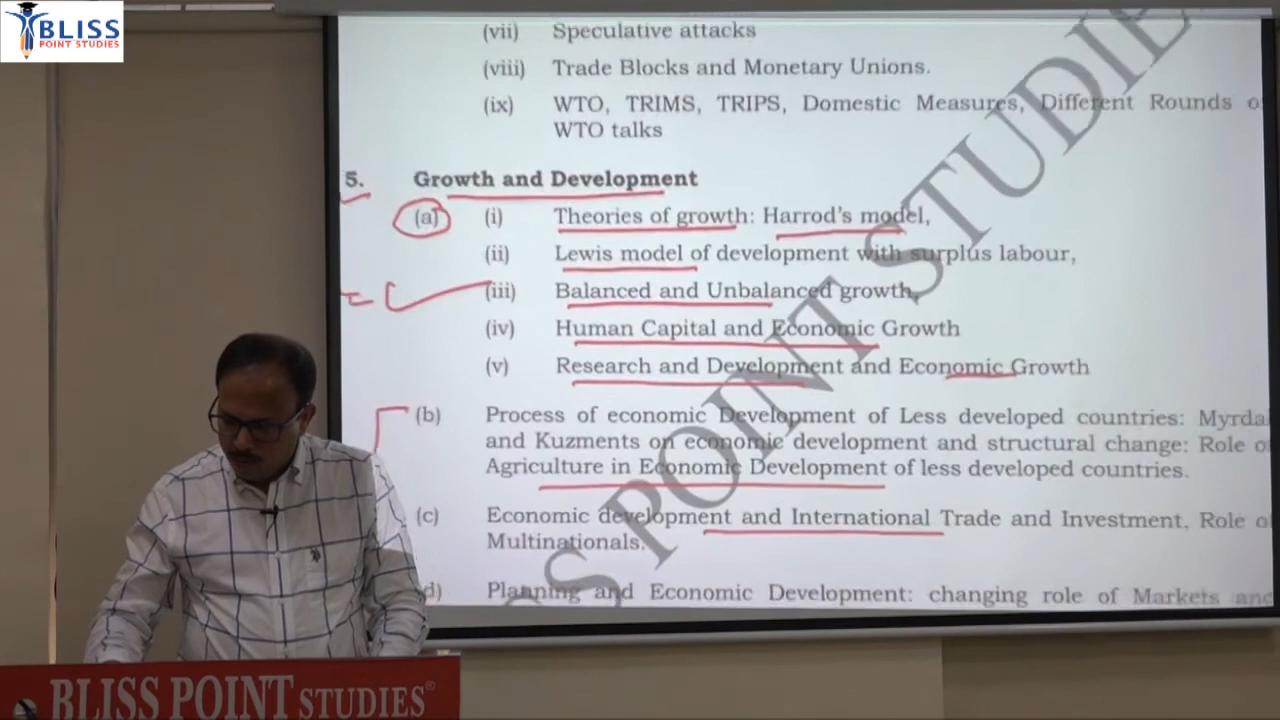 BLISS
POINT STUDIES
(vii) Speculative attacks
(viii) Trade Blocks and Monetary Unions.
(ix) WTO, TRIMS, TRIPS, Domestic Measures, Different Rounds o
WTO talks
5. Growth and Development
(a) (i) Theories of growth: Harrod's model,
(ii) Lewis model of development with surplus labour,
(iii) Balanced and Unbalanced growth,
(iv) Human Capital and Economic Growth
(v) Research and Development and Economic Growth
(b) Process of economic Development of Less developed countries: Myrda
and Kuzments on economic development and structural change: Role o
Agriculture in Economic Development of less developed countries.
(c) Economic development and International Trade and Investment, Role o
Multinationals.
d) Planning and Economic Development: changing role of Markets and
S POINT STUDIE
BLISS POINT STUDIES®